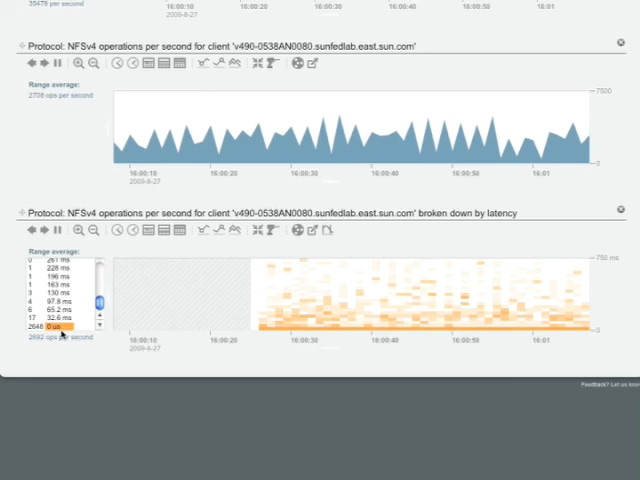 35478 per second
16:00:10 16:00:20 16:00:30 16:00:40 16:00:50 16:01
2009-8-27
Protocol: NFSv4 operations per second for client 'v490-0538AN0080.sunfedlab.east.sun.com'
Range average:
2708 ops per second
7500
0
16:00:10 16:00:20 16:00:30 16:00:40 16:00:50 16:01
2009-8-27
Protocol: NFSv4 operations per second for client 'v490-0538AN0080.sunfedlab.east.sun.com' broken down by latency
Range average:
750 ms
0 261 ms
1 228 ms
1 196 ms
1 163 ms
3 130 ms
4 97.8 ms
6 65.2 ms
17 32.6 ms
2648 0 us
0
2692 ops per second
16:00:10 16:00:20 16:00:30 16:00:40 16:00:50 16:01
2009-8-27
Feedback? Let us know